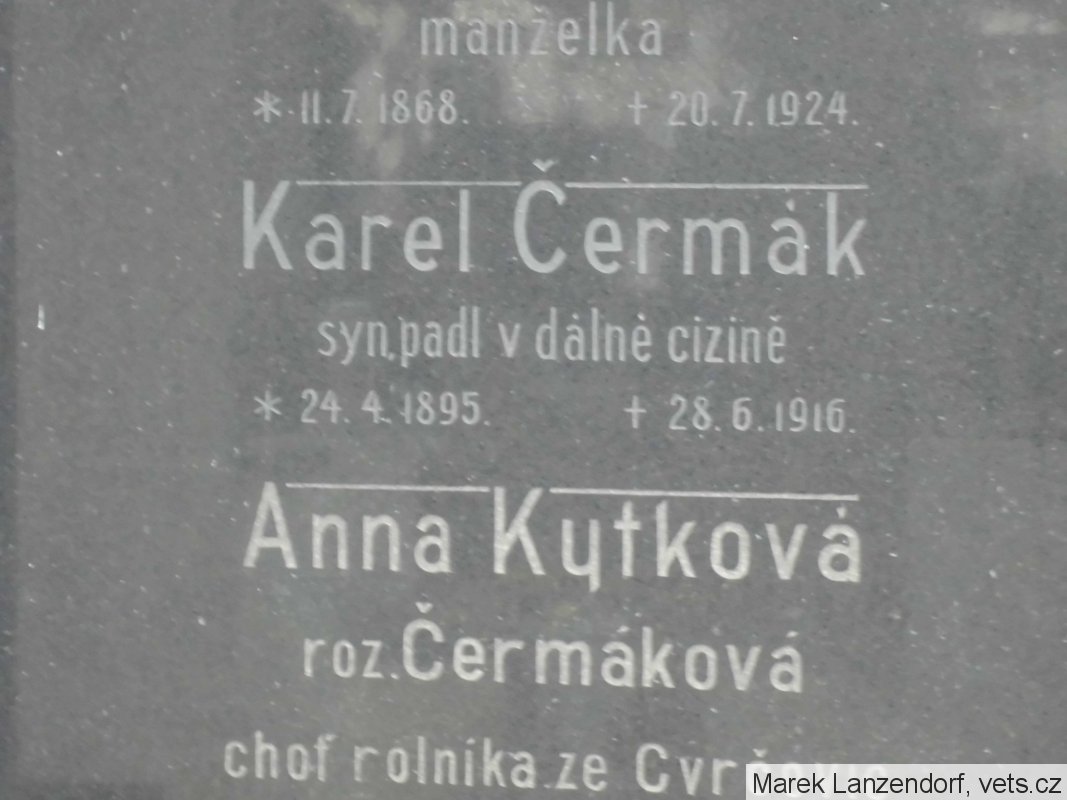 manželka
* 11. 7. 1868. + 20. 7. 1924.
Karel Čermák
syn, padl v dálné cizině
* 24. 4. 1895. + 28. 6. 1916.
Anna Kytková
roz. Čermáková
choť rolníka ze
Marek Lanzendorf, vets.cz